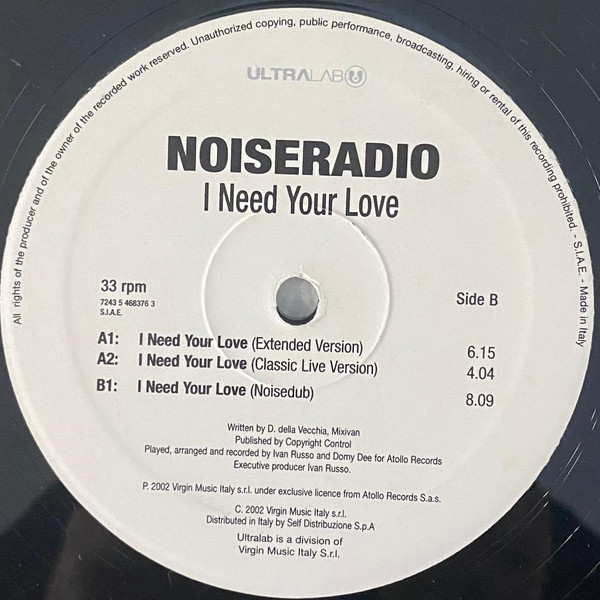 All rights of the producer and of the owner of the recorded work reserved. Unauthorized copying, public performance, broadcasting, hiring or rental of this recording prohibited. - S.I.A.E. - Made in Italy
ULTRALAB
NOISERADIO
I Need Your Love
33 rpm
7243 5 468376 3
S.I.A.E.
Side B
A1: I Need Your Love (Extended Version) 6.15
A2: I Need Your Love (Classic Live Version) 4.04
B1: I Need Your Love (Noisedub) 8.09
Written by D. della Vecchia, Mixivan
Published by Copyright Control
Played, arranged and recorded by Ivan Russo and Domy Dee for Atollo Records
Executive producer Ivan Russo.
P. 2002 Virgin Music Italy s.r.l. under exclusive licence from Atollo Records S.a.s.
C. 2002 Virgin Music Italy s.r.l.
Distributed in Italy by Self Distribuzione S.p.A
Ultralab is a division of
Virgin Music Italy S.r.l.